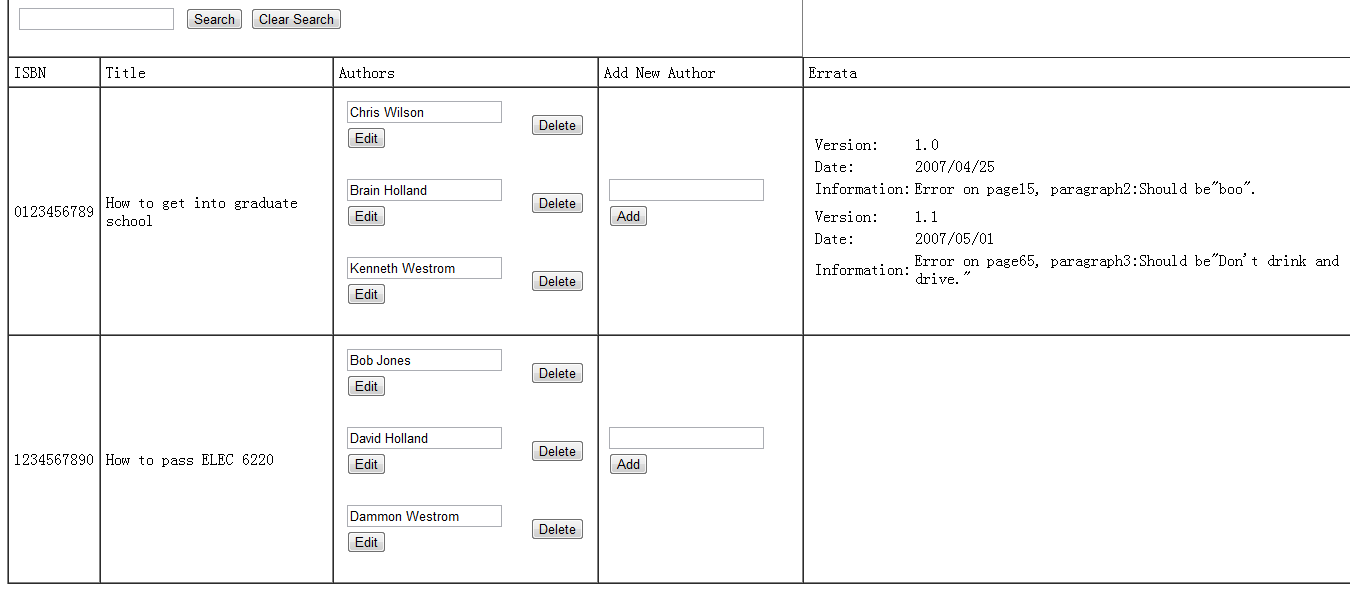 Search Clear Search
ISBN Title Authors Add New Author Errata
0123456789
How to get into graduate
school
Chris Wilson
Edit
Delete
Brain Holland
Edit
Delete
Kenneth Westrom
Edit
Delete
Add
Version: 1.0
Date: 2007/04/25
Information: Error on page15, paragraph2:Should be"boo".
Version: 1.1
Date: 2007/05/01
Information: Error on page65, paragraph3:Should be"Don't drink and
drive."
1234567890
How to pass ELEC 6220
Bob Jones
Edit
Delete
David Holland
Edit
Delete
Dammon Westrom
Edit
Delete
Add